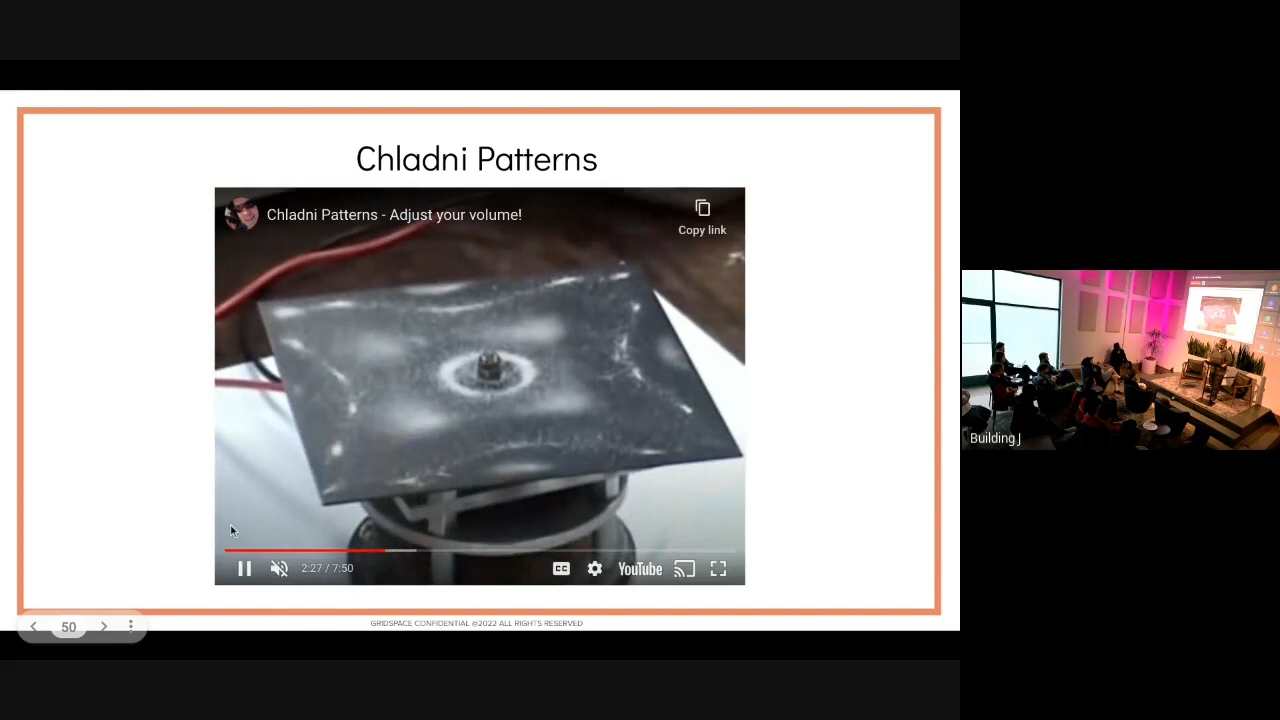 Chladni Patterns
Chladni Patterns - Adjust your volume!
Copy link
2:27 / 7:50
CC
YouTube
50
GRIDSPACE CONFIDENTIAL @2022 ALL RIGHTS RESERVED
Building J